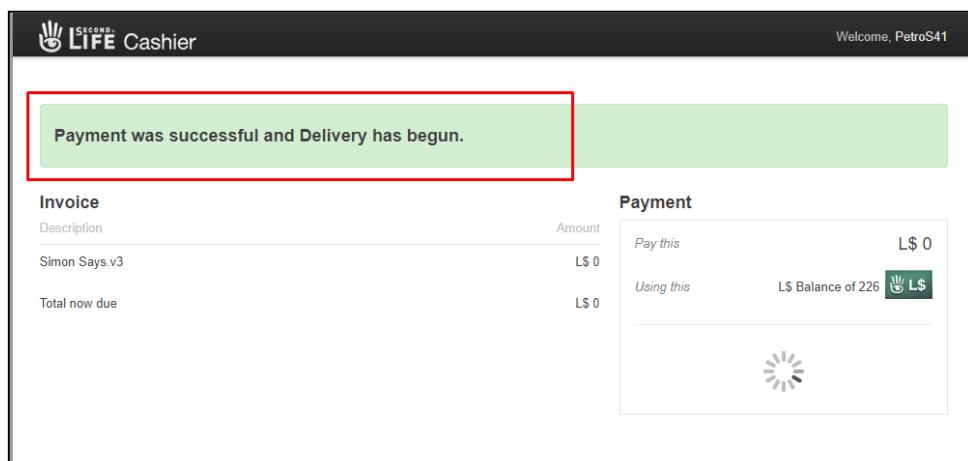 SECOND LIFE Cashier
Welcome, PetroS41
Payment was successful and Delivery has begun.
Invoice
Description Amount
Simon Says.v3 L$ 0
Total now due L$ 0
Payment
Pay this L$ 0
Using this L$ Balance of 226 L$